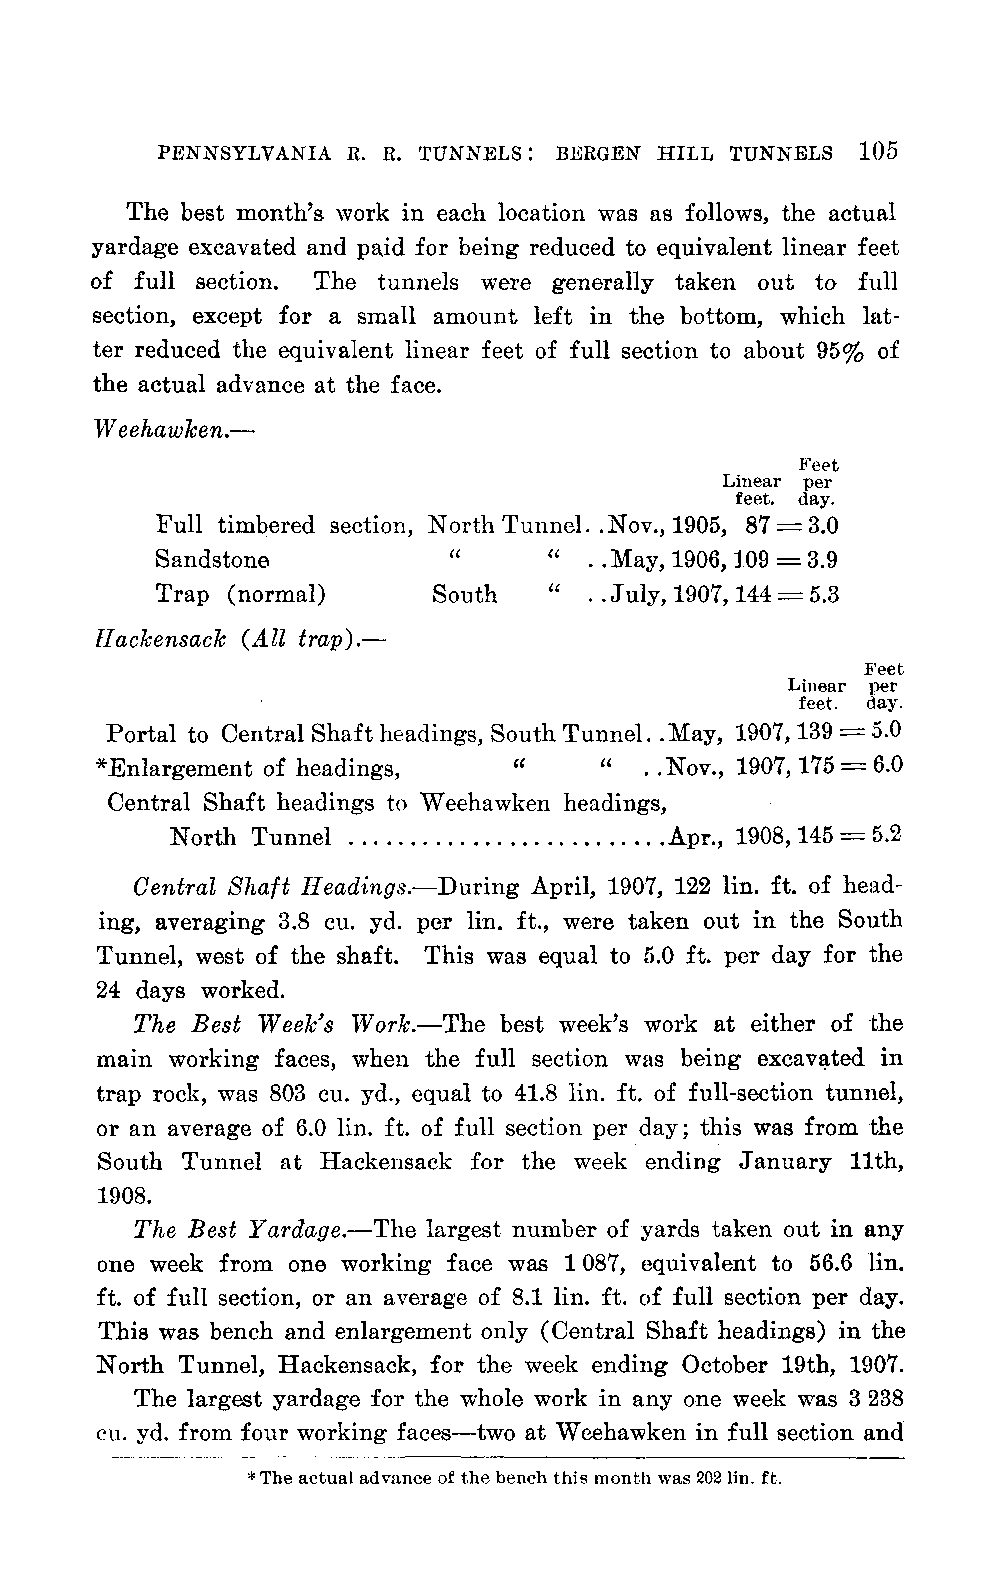 PENNSYLVANIA R. R. TUNNELS: BERGEN HILL TUNNELS 105
The best month's work in each location was as follows, the actual
yardage excavated and paid for being reduced to equivalent linear feet
of full section. The tunnels were generally taken out to full
section, except for a small amount left in the bottom, which lat-
ter reduced the equivalent linear feet of full section to about 95% of
the actual advance at the face.
Weehawken.—
Feet
Linear per
feet. day.
Full timbered section, North Tunnel. .Nov., 1905, 87 = 3.0
Sandstone " " . .May, 1906, 109 = 3.9
Trap (normal) South " . .July, 1907, 144 = 5.3
Hackensack (All trap).—
Feet
Linear per
feet. day.
Portal to Central Shaft headings, South Tunnel. .May, 1907, 139 = 5.0
*Enlargement of headings, " " . .Nov., 1907, 175 = 6.0
Central Shaft headings to Weehawken headings,
North Tunnel ..........................Apr., 1908, 145 = 5.2
Central Shaft Headings.—During April, 1907, 122 lin. ft. of head-
ing, averaging 3.8 cu. yd. per lin. ft., were taken out in the South
Tunnel, west of the shaft. This was equal to 5.0 ft. per day for the
24 days worked.
The Best Week's Work.—The best week's work at either of the
main working faces, when the full section was being excavated in
trap rock, was 803 cu. yd., equal to 41.8 lin. ft. of full-section tunnel,
or an average of 6.0 lin. ft. of full section per day; this was from the
South Tunnel at Hackensack for the week ending January 11th,
1908.
The Best Yardage.—The largest number of yards taken out in any
one week from one working face was 1 087, equivalent to 56.6 lin.
ft. of full section, or an average of 8.1 lin. ft. of full section per day.
This was bench and enlargement only (Central Shaft headings) in the
North Tunnel, Hackensack, for the week ending October 19th, 1907.
The largest yardage for the whole work in any one week was 3 238
cu. yd. from four working faces—two at Weehawken in full section and
* The actual advance of the bench this month was 202 lin. ft.